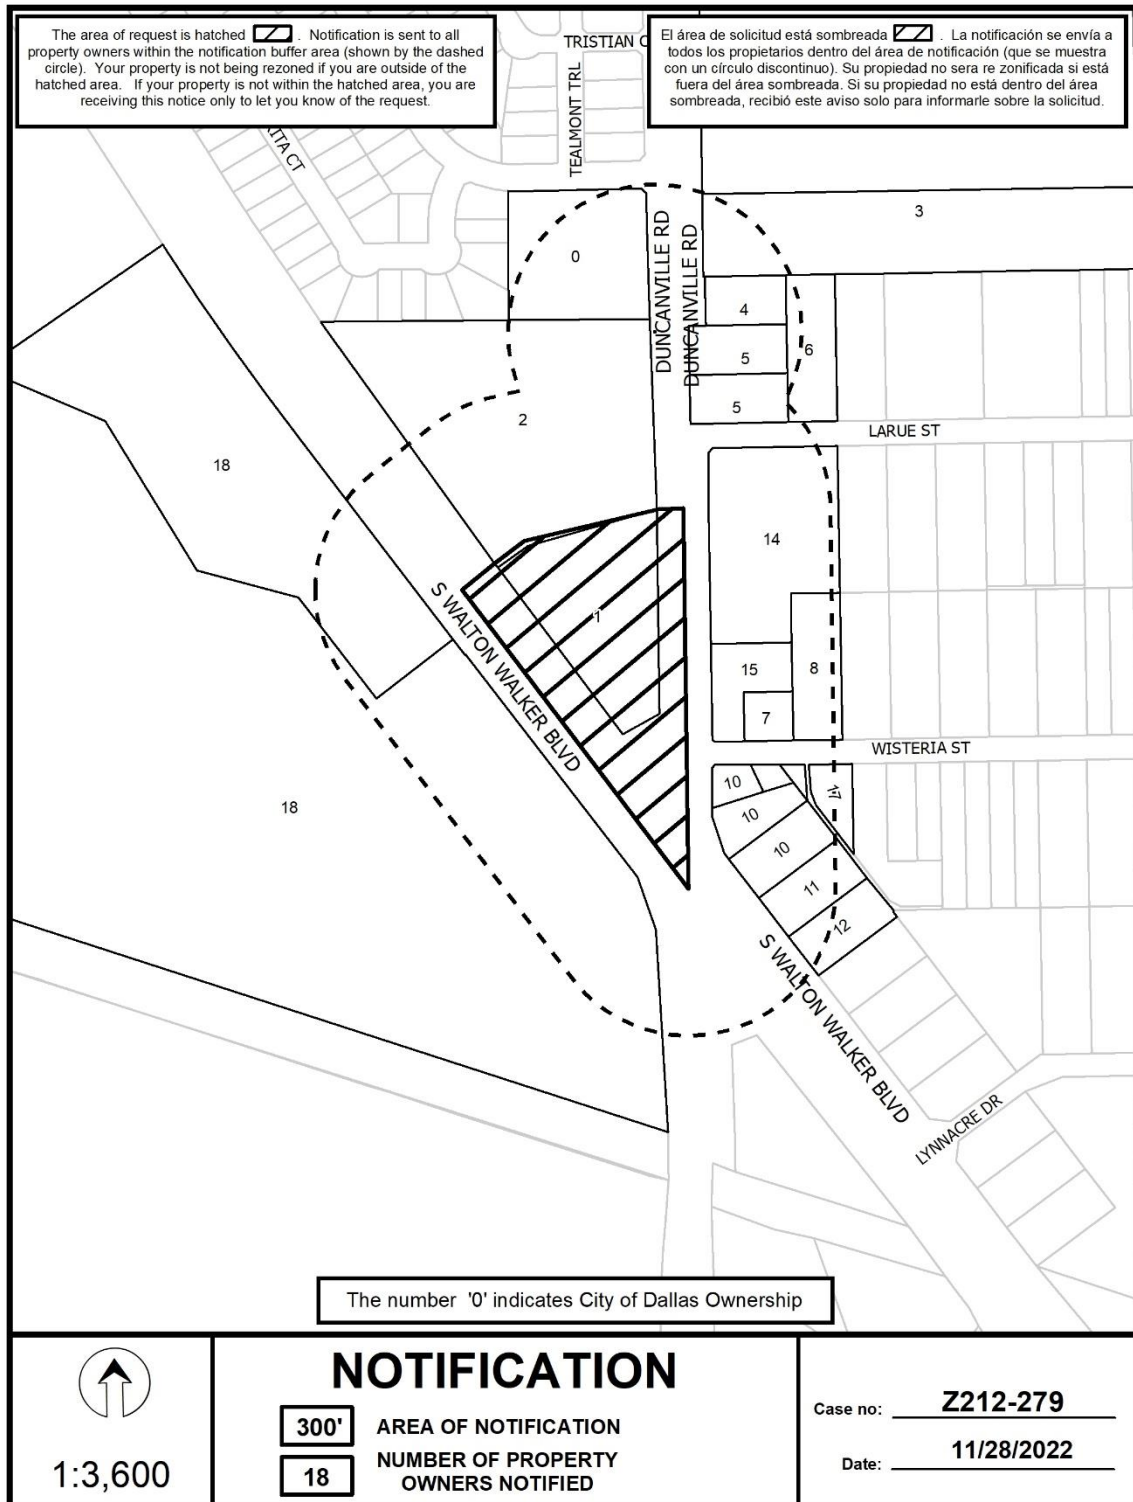 The area of request is hatched . Notification is sent to all
property owners within the notification buffer area (shown by the dashed
circle). Your property is not being rezoned if you are outside of the
hatched area. If your property is not within the hatched area, you are
receiving this notice only to let you know of the request.
El área de solicitud está sombreada . La notificación se envía a
todos los propietarios dentro del área de notificación (que se muestra
con un círculo discontinuo). Su propiedad no sera re zonificada si está
fuera del área sombreada. Si su propiedad no está dentro del área
sombreada, recibió este aviso solo para informarle sobre la solicitud.
TRISTIAN C
TEALMONT TRL
CT
3
0
DUNCANVILLE RD
DUNCANVILLE RD
4
5
6
5
2
LARUE ST
18
14
1
S WALTON WALKER BLVD
15
8
7
WISTERIA ST
10
17
10
18
10
11
12
S WALTON WALKER BLVD
LYNNACRE DR
The number '0' indicates City of Dallas Ownership
1:3,600
NOTIFICATION
300' AREA OF NOTIFICATION
18 NUMBER OF PROPERTY
OWNERS NOTIFIED
Case no: Z212-279
Date: 11/28/2022